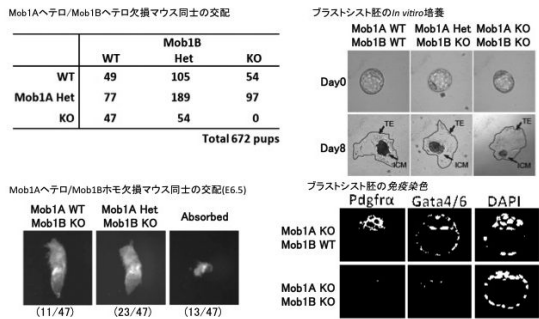 Mob1Aヘテロ/Mob1Bヘテロ欠損マウス同士の交配
Mob1B
WT Het KO
WT 49 105 54
Mob1A Het 77 189 97
KO 47 54 0
Total 672 pups
ブラストシスト胚のIn vitiro培養
Mob1A WT Mob1A Het Mob1A KO
Mob1B WT Mob1B KO Mob1B KO
Day0
Day8
TE TE TE
ICM ICM ICM
Mob1Aヘテロ/Mob1Bホモ欠損マウス同士の交配(E6.5)
Mob1A WT Mob1A Het Absorbed
Mob1B KO Mob1B KO
(11/47) (23/47) (13/47)
ブラストシスト胚の免疫染色
Pdgfrα Gata4/6 DAPI
Mob1A KO
Mob1B WT
Mob1A KO
Mob1B KO